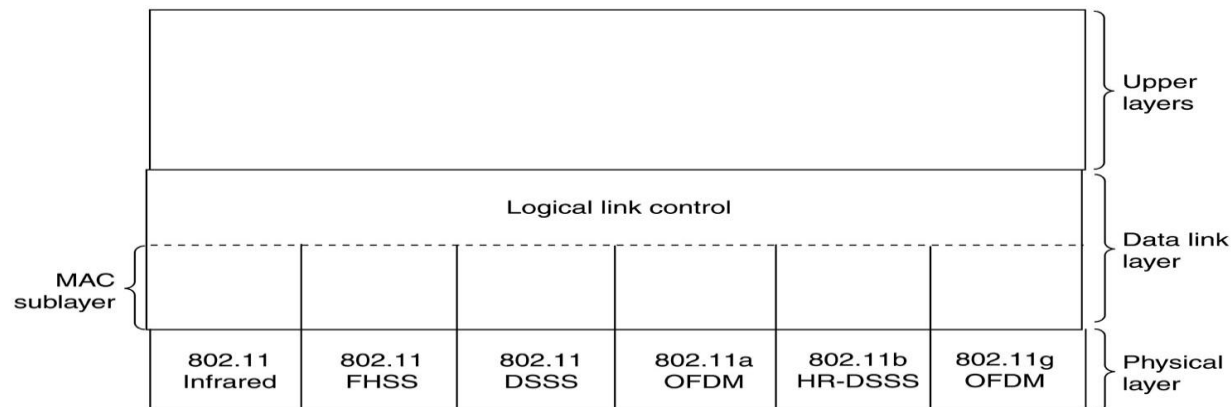 Upper
layers
Logical link control
Data link
layer
MAC
sublayer
802.11
Infrared
802.11
FHSS
802.11
DSSS
802.11a
OFDM
802.11b
HR-DSSS
802.11g
OFDM
Physical
layer